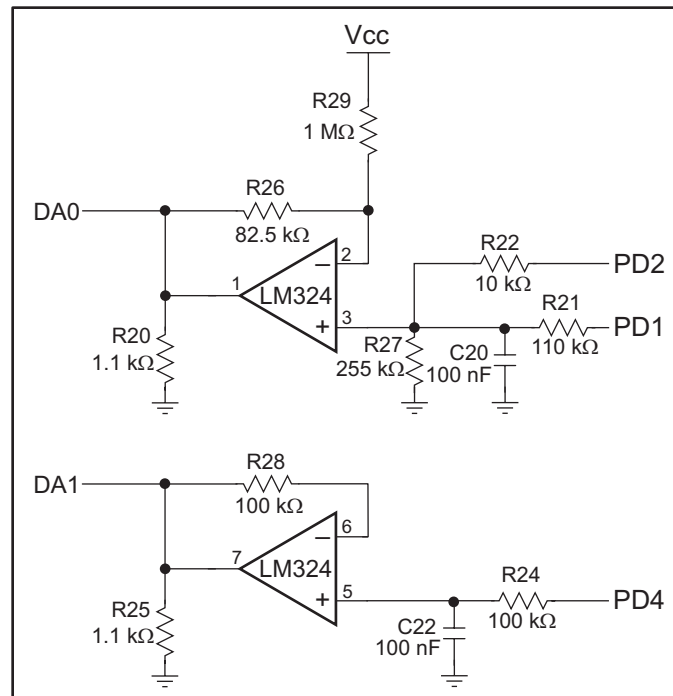 Vcc
R29
1 MΩ
R26
DA0
82.5 kΩ
2
R22
PD2
1
LM324
10 kΩ
R21
3
PD1
R20
R27
C20
110 kΩ
1.1 kΩ
255 kΩ
100 nF
R28
DA1
100 kΩ
6
7
LM324
R24
5
PD4
R25
C22
100 kΩ
1.1 kΩ
100 nF